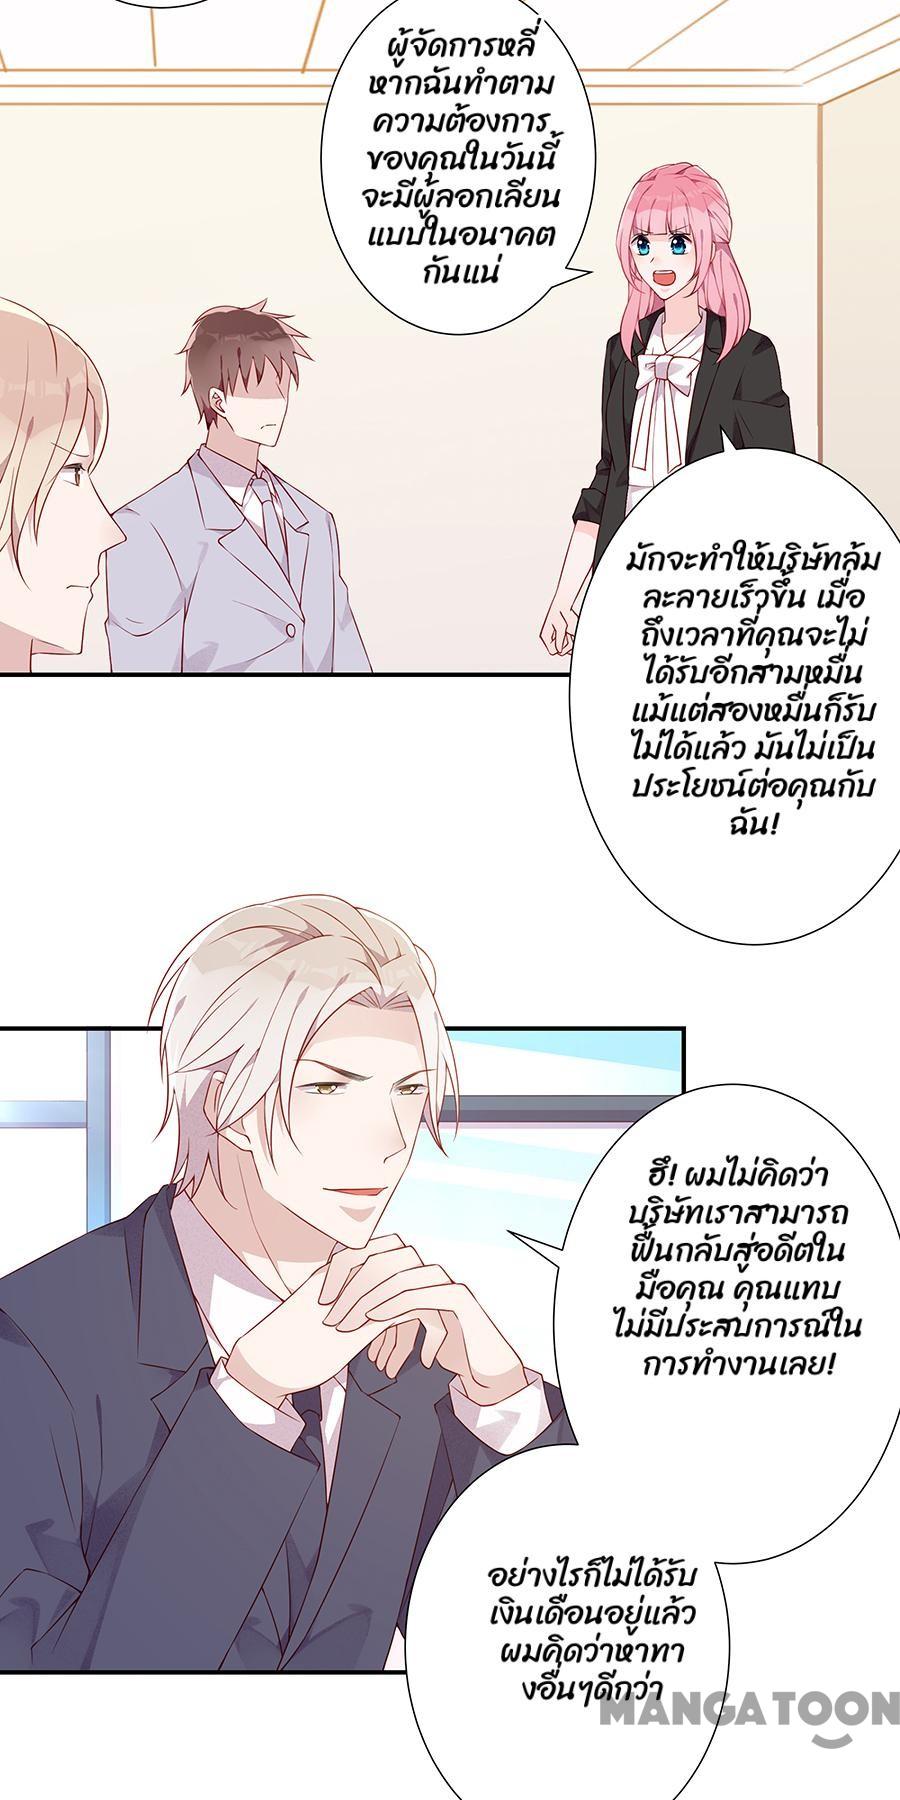 ผู้จัดการหลี่
หากฉันทำตาม
ความต้องการ
ของคุณในวันนี้
จะมีผู้ลอกเลียน
แบบในอนาคต
กันแน่
มักจะทำให้บริษัทล้ม
ละลายเร็วขึ้น เมื่อ
ถึงเวลาที่คุณจะไม่
ได้รับอีกสามหมื่น
แม้แต่สองหมื่นก็รับ
ไม่ได้แล้ว มันไม่เป็น
ประโยชน์ต่อคุณกับ
ฉัน!
ฮึ! ผมไม่คิดว่า
บริษัทเราสามารถ
ฟื้นกลับสู่อดีตใน
มือคุณ คุณแทบ
ไม่มีประสบการณ์ใน
การทำงานเลย!
อย่างไรก็ไม่ได้รับ
เงินเดือนอยู่แล้ว
ผมคิดว่าหาทา
งอื่นๆดีกว่า
MANGATOON